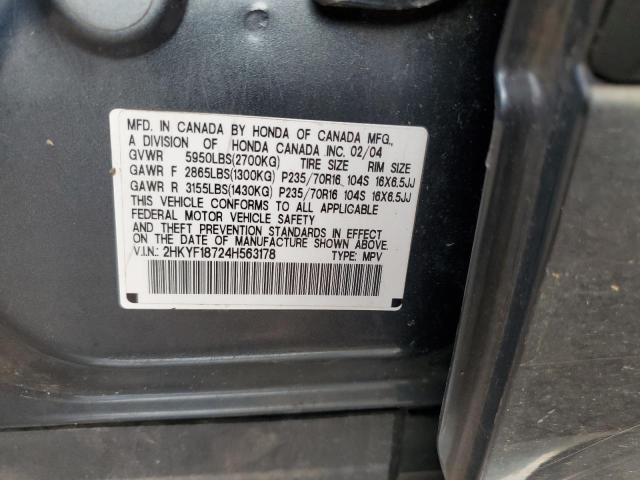 MFD. IN CANADA BY HONDA OF CANADA MFG.,
A DIVISION OF HONDA CANADA INC. 02/04
GVWR 5950LBS(2700KG) TIRE SIZE RIM SIZE
GAWR F 2865LBS(1300KG) P235/70R16 104S 16X6.5JJ
GAWR R 3155LBS(1430KG) P235/70R16 104S 16X6.5JJ
THIS VEHICLE CONFORMS TO ALL APPLICABLE
FEDERAL MOTOR VEHICLE SAFETY
AND THEFT PREVENTION STANDARDS IN EFFECT
ON THE DATE OF MANUFACTURE SHOWN ABOVE.
V.I.N.: 2HKYF18724H563178 TYPE: MPV